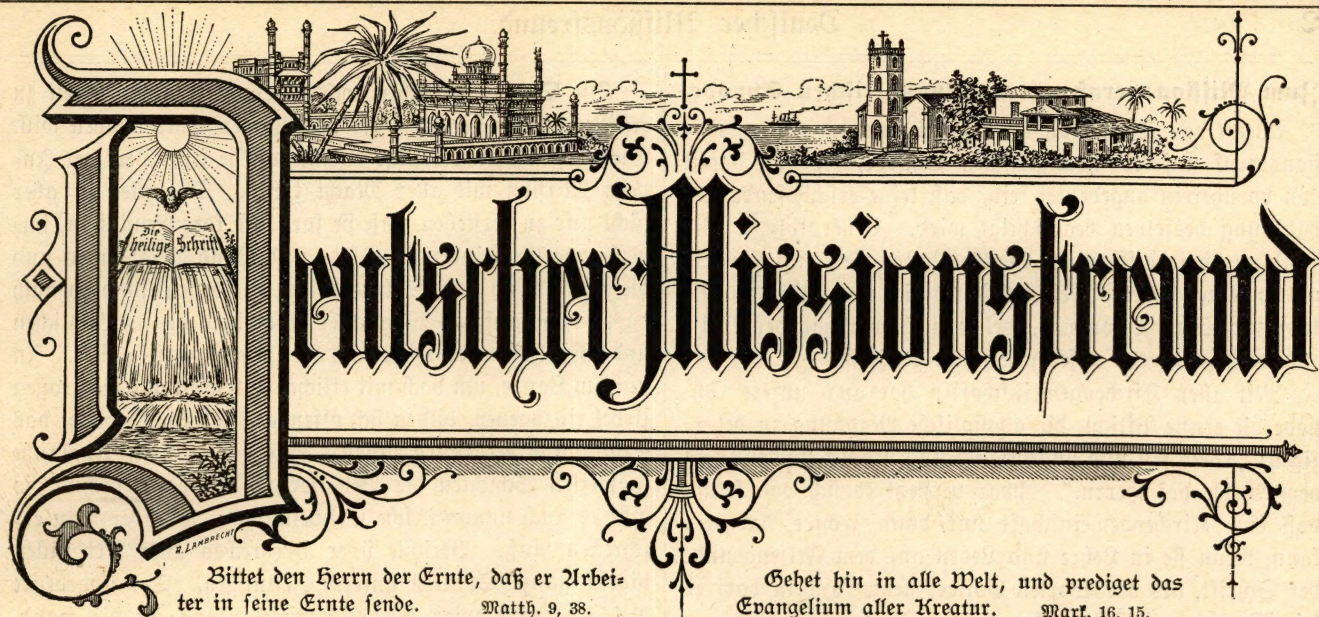 Die
heilige Schrift
Deutscher Missionsfreund
A. LAMBRECHT
Bittet den Herrn der Ernte, daß er Arbei-
ter in seine Ernte sende. Matth. 9, 38.
Gehet hin in alle Welt, und prediget das
Evangelium aller Kreatur. Mark. 16, 15.